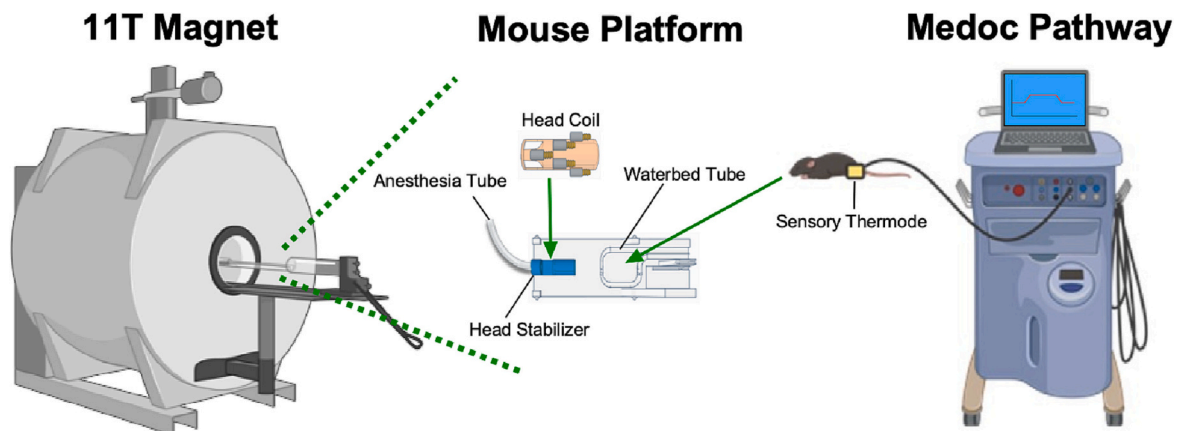 11T Magnet
Mouse Platform
Medoc Pathway
Head Coil
Anesthesia Tube
Waterbed Tube
Sensory Thermode
Head Stabilizer